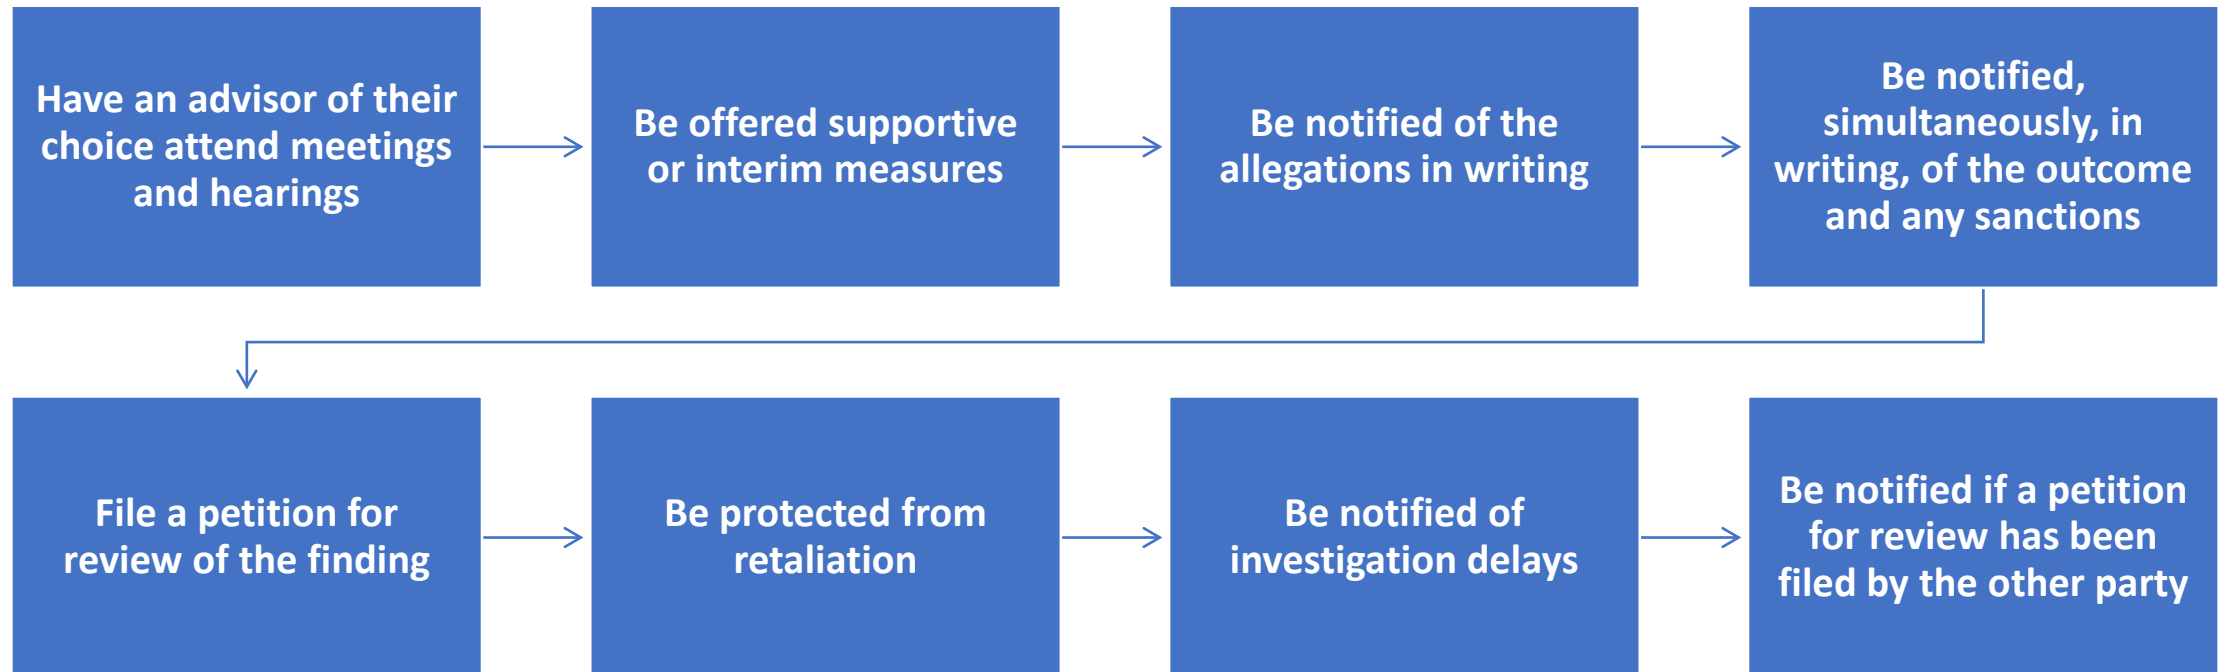 Have an advisor of their
choice attend meetings
and hearings
Be offered supportive
or interim measures
Be notified of the
allegations in writing
Be notified,
simultaneously, in
writing, of the outcome
and any sanctions
File a petition for
review of the finding
Be protected from
retaliation
Be notified of
investigation delays
Be notified if a petition
for review has been
filed by the other party